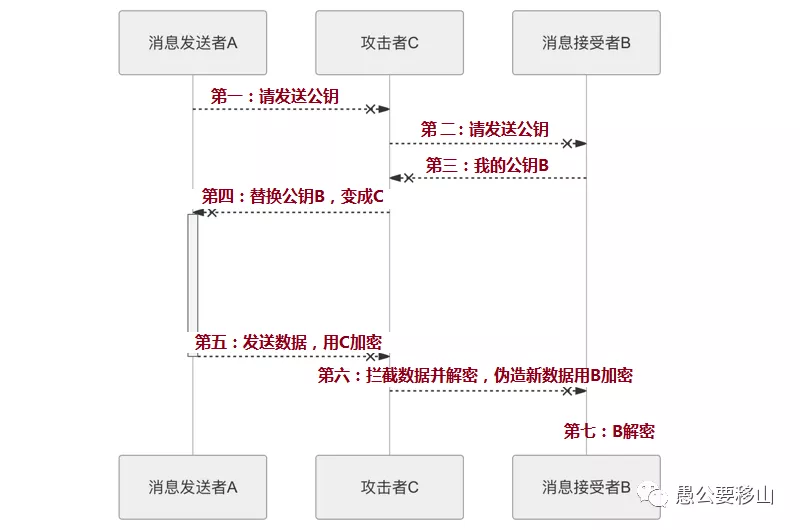 消息发送者A
攻击者C
消息接受者B
第一：请发送公钥
第二：请发送公钥
第三：我的公钥B
第四：替换公钥B，变成C
第五：发送数据，用C加密
第六：拦截数据并解密，伪造新数据用B加密
第七：B解密
消息发送者A
攻击者C
消息接受者B
愚公要移山